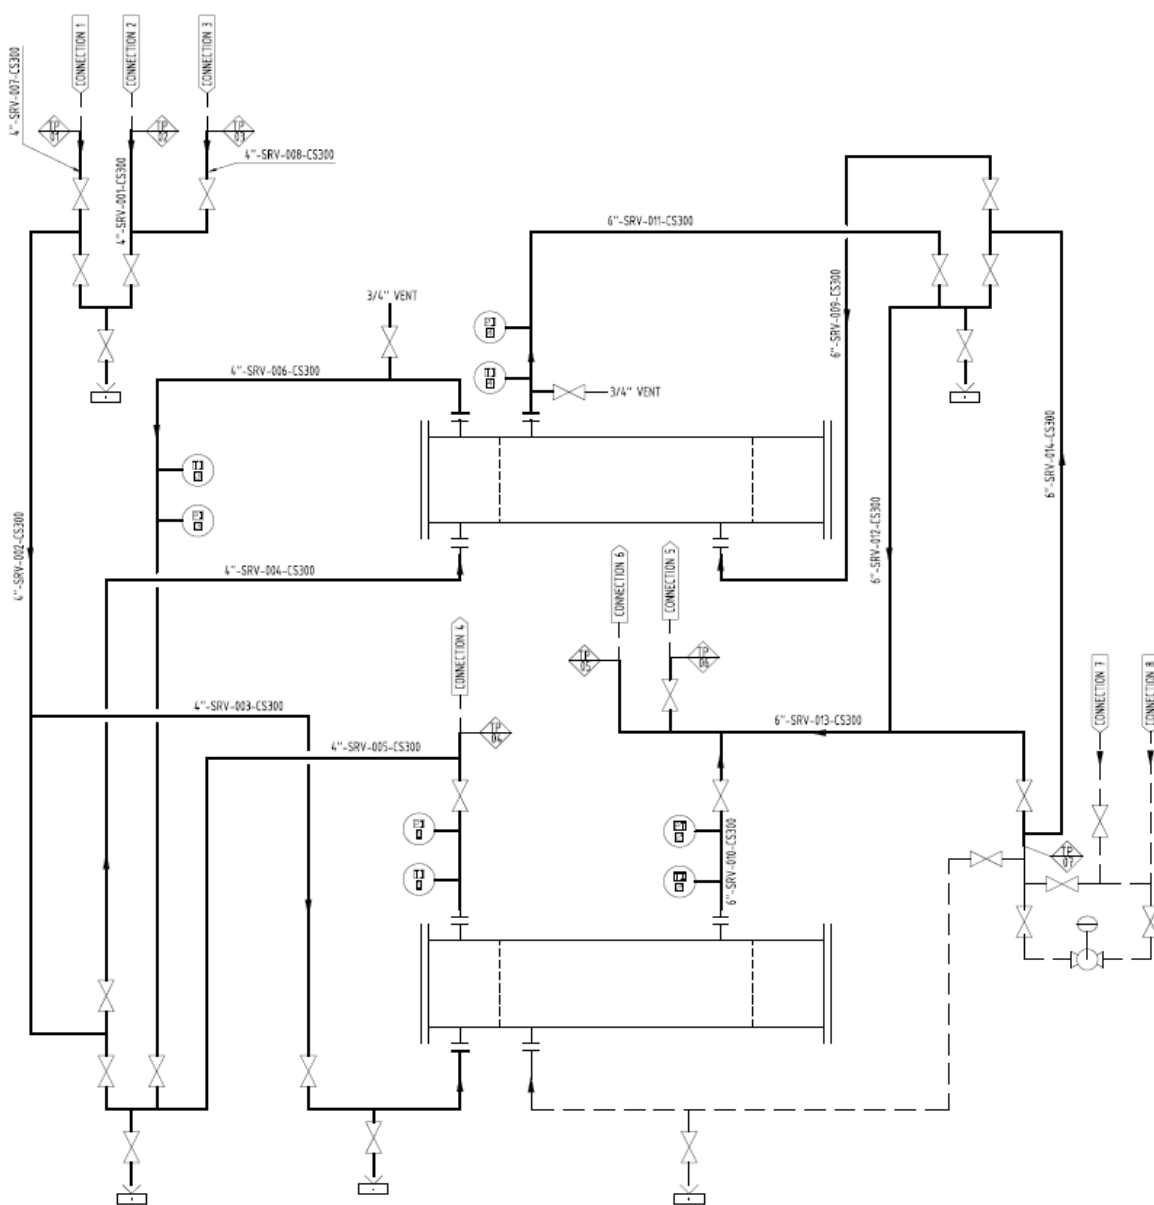 CONNECTION 1
CONNECTION 2
CONNECTION 3
4"-SRV-007-CS300
TP
01
TP
02
TP
03
4"-SRV-008-CS300
4"-SRV-001-CS300
6"-SRV-011-CS300
3/4" VENT
6"-SRV-009-CS300
4"-SRV-006-CS300
3/4" VENT
6"-SRV-014-CS300
4"-SRV-002-CS300
6"-SRV-012-CS300
4"-SRV-004-CS300
CONNECTION 6
CONNECTION 5
CONNECTION 4
TP
05
TP
06
CONNECTION 7
CONNECTION 8
4"-SRV-003-CS300
6"-SRV-013-CS300
TP
04
4"-SRV-005-CS300
6"-SRV-010-CS300
TP
07